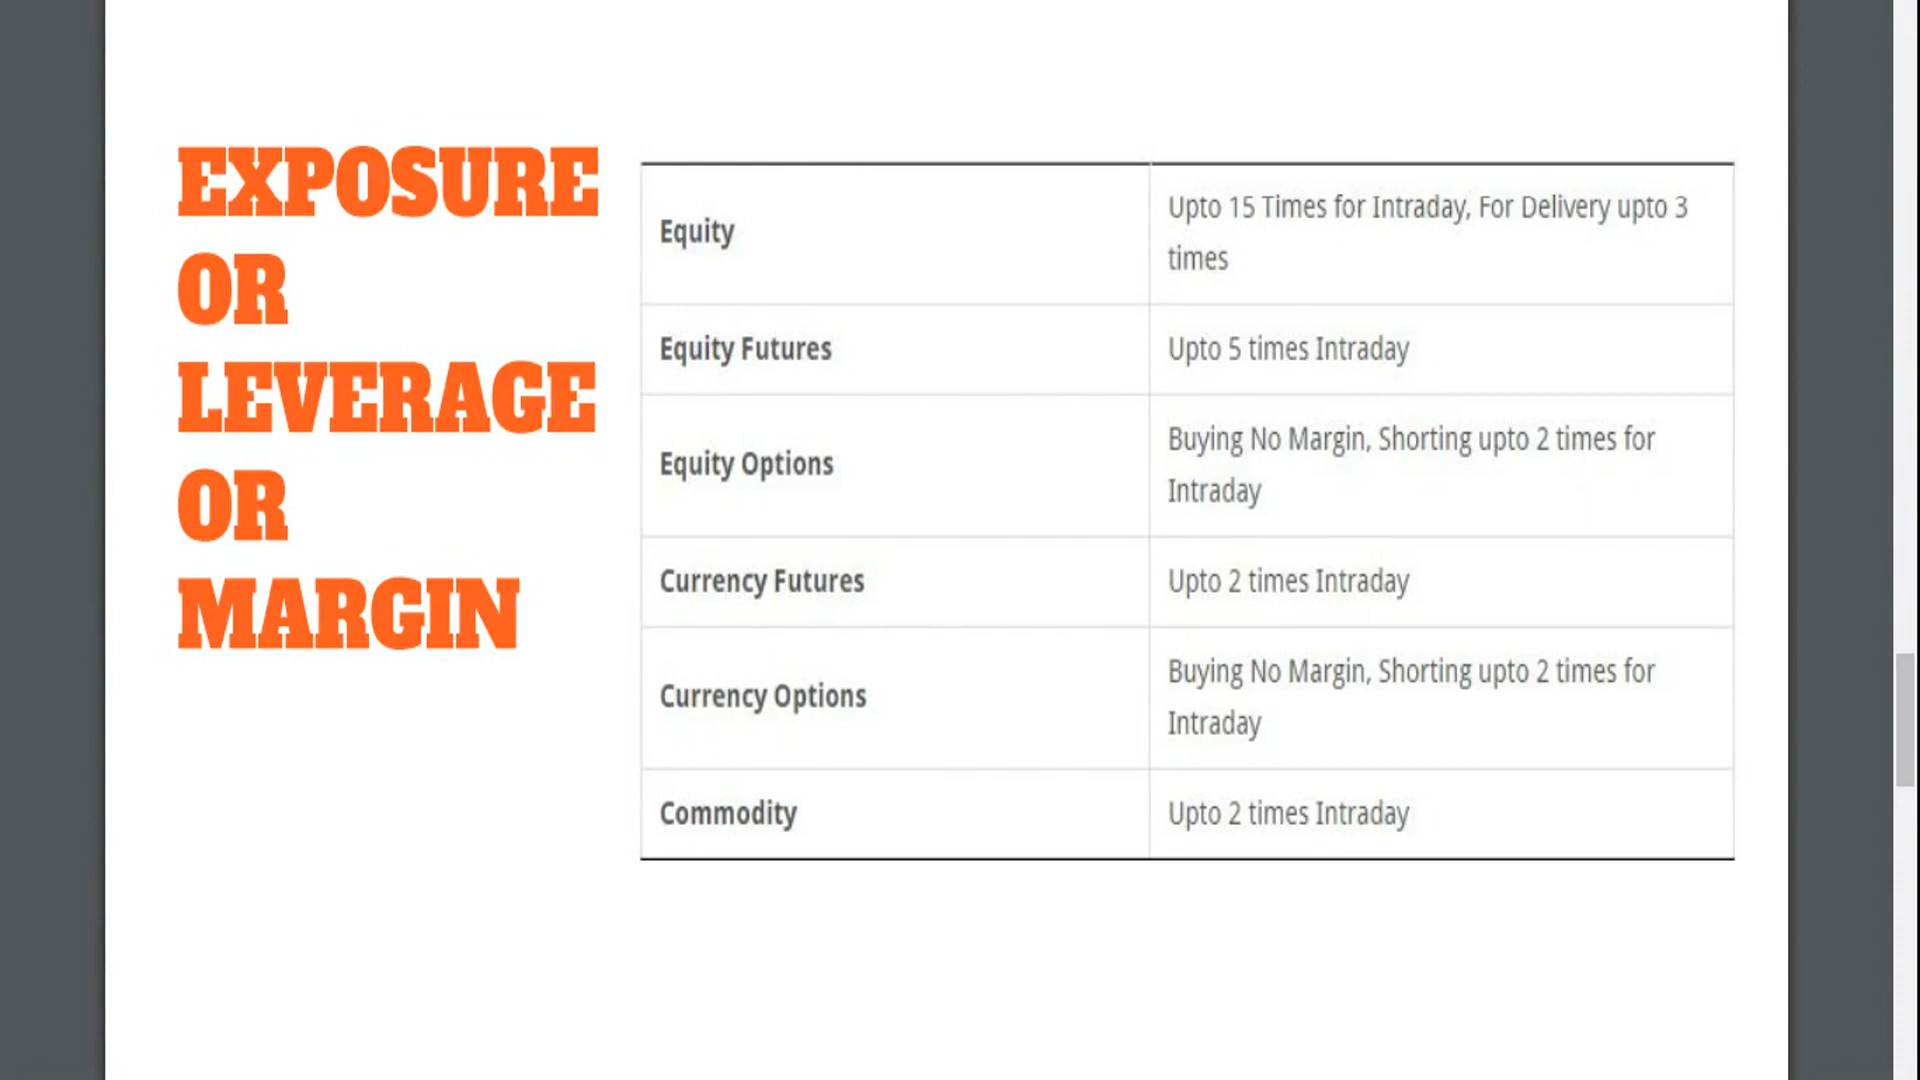 EXPOSURE
OR
LEVERAGE
OR
MARGIN
Equity
Upto 15 Times for Intraday, For Delivery upto 3
times
Equity Futures
Upto 5 times Intraday
Equity Options
Buying No Margin, Shorting upto 2 times for
Intraday
Currency Futures
Upto 2 times Intraday
Currency Options
Buying No Margin, Shorting upto 2 times for
Intraday
Commodity
Upto 2 times Intraday